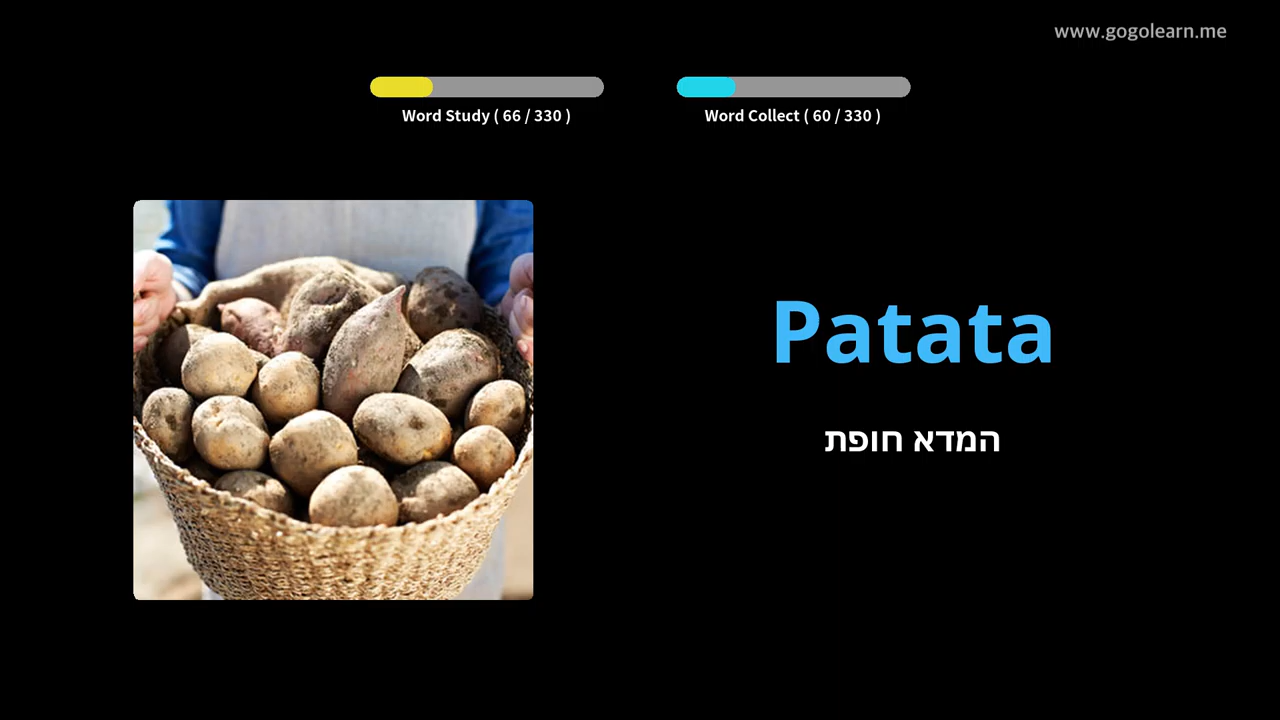 www.gogolearn.me
Word Study ( 66 / 330 )
Word Collect ( 60 / 330 )
Patata
המדא חופת